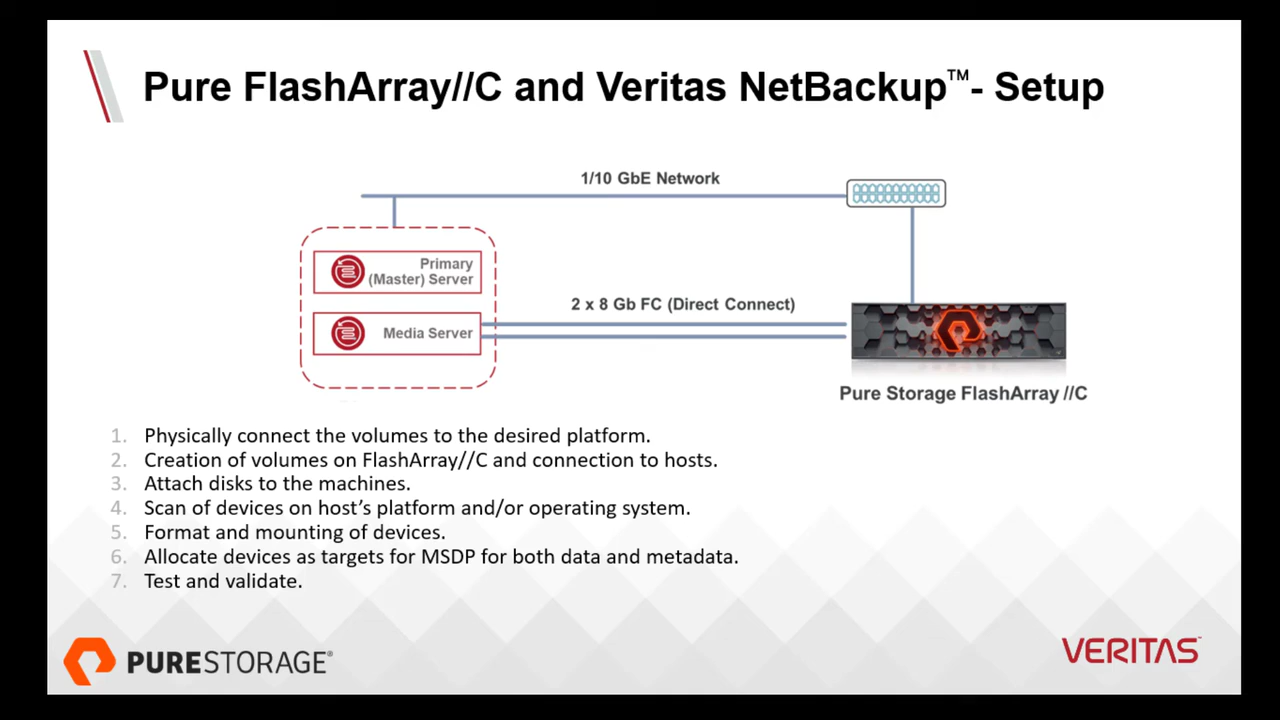 Pure FlashArray//C and Veritas NetBackup™- Setup
1/10 GbE Network
Primary
(Master) Server
2 x 8 Gb FC (Direct Connect)
Media Server
Pure Storage FlashArray //C
1. Physically connect the volumes to the desired platform.
2. Creation of volumes on FlashArray//C and connection to hosts.
3. Attach disks to the machines.
4. Scan of devices on host’s platform and/or operating system.
5. Format and mounting of devices.
6. Allocate devices as targets for MSDP for both data and metadata.
7. Test and validate.
PURESTORAGE®
VERITAS™